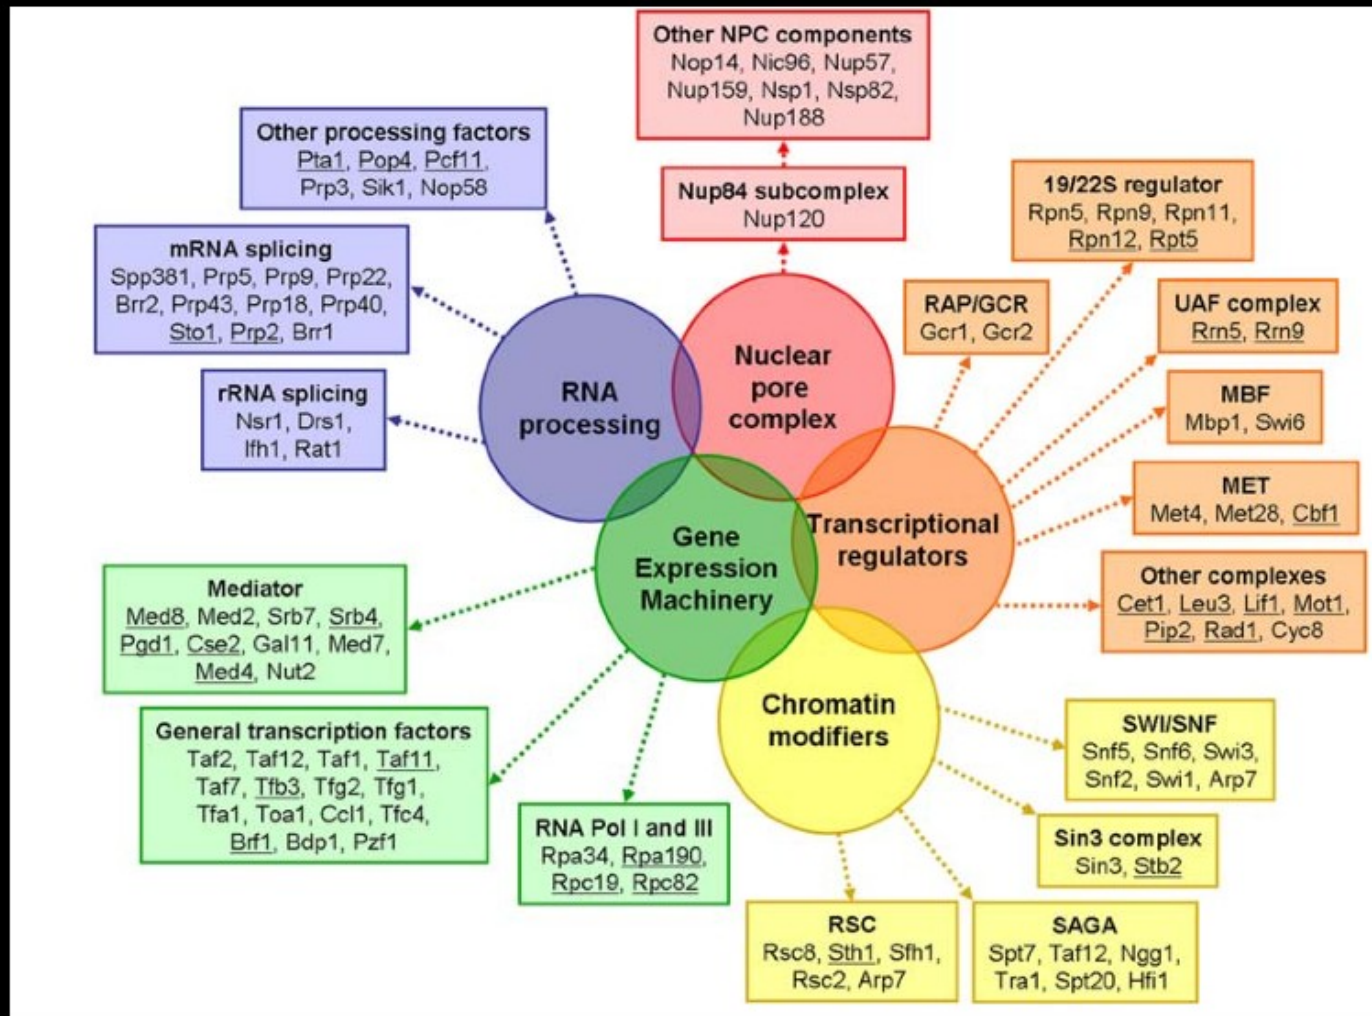 Other NPC components
Nop14, Nic96, Nup57,
Nup159, Nsp1, Nsp82,
Nup188
Nup84 subcomplex
Nup120
Other processing factors
Pta1, Pop4, Pcf11,
Prp3, Sik1, Nop58
mRNA splicing
Spp381, Prp5, Prp9, Prp22,
Brr2, Prp43, Prp18, Prp40,
Sto1, Prp2, Brr1
rRNA splicing
Nsr1, Drs1,
Ifh1, Rat1
RNA
processing
Nuclear
pore
complex
RAP/GCR
Gcr1, Gcr2
19/22S regulator
Rpn5, Rpn9, Rpn11,
Rpn12, Rpt5
UAF complex
Rrn5, Rrn9
MBF
Mbp1, Swi6
MET
Met4, Met28, Cbf1
Other complexes
Cet1, Leu3, Lif1, Mot1,
Pip2, Rad1, Cyc8
Transcriptional
regulators
Gene
Expression
Machinery
Mediator
Med8, Med2, Srb7, Srb4,
Pgd1, Cse2, Gal11, Med7,
Med4, Nut2
General transcription factors
Taf2, Taf12, Taf1, Taf11,
Taf7, Tfb3, Tfg2, Tfg1,
Tfa1, Toa1, Ccl1, Tfc4,
Brf1, Bdp1, Pzf1
RNA Pol I and III
Rpa34, Rpa190,
Rpc19, Rpc82
Chromatin
modifiers
SWI/SNF
Snf5, Snf6, Swi3,
Snf2, Swi1, Arp7
Sin3 complex
Sin3, Stb2
RSC
Rsc8, Sth1, Sfh1,
Rsc2, Arp7
SAGA
Spt7, Taf12, Ngg1,
Tra1, Spt20, Hfi1